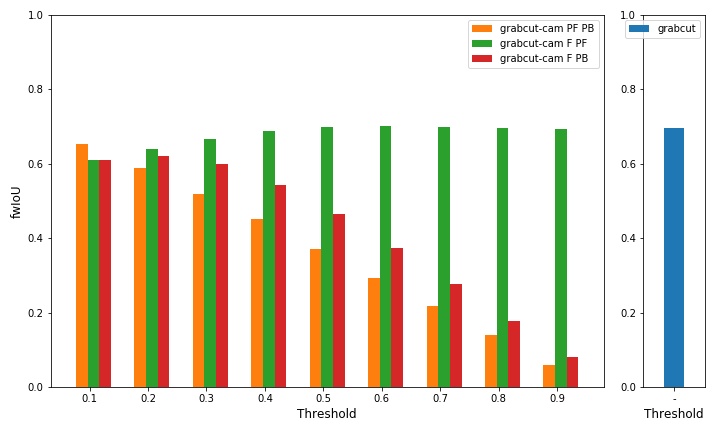 grabcut-cam PF PB
grabcut-cam F PF
grabcut-cam F PB
fwIoU
1.0
0.8
0.6
0.4
0.2
0.0
0.1 0.2 0.3 0.4 0.5 0.6 0.7 0.8 0.9
Threshold
grabcut
1.0
0.8
0.6
0.4
0.2
0.0
-
Threshold